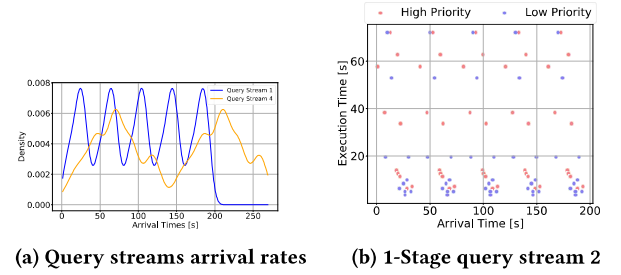 High Priority Low Priority
0.008
0.006
0.004
0.002
0.000
Density
Query Stream 1
Query Stream 4
0 50 100 150 200 250
Arrival Times [s]
(a) Query streams arrival rates
60
40
20
Execution Time [s]
0 50 100 150 200
Arrival Time [s]
(b) 1-Stage query stream 2